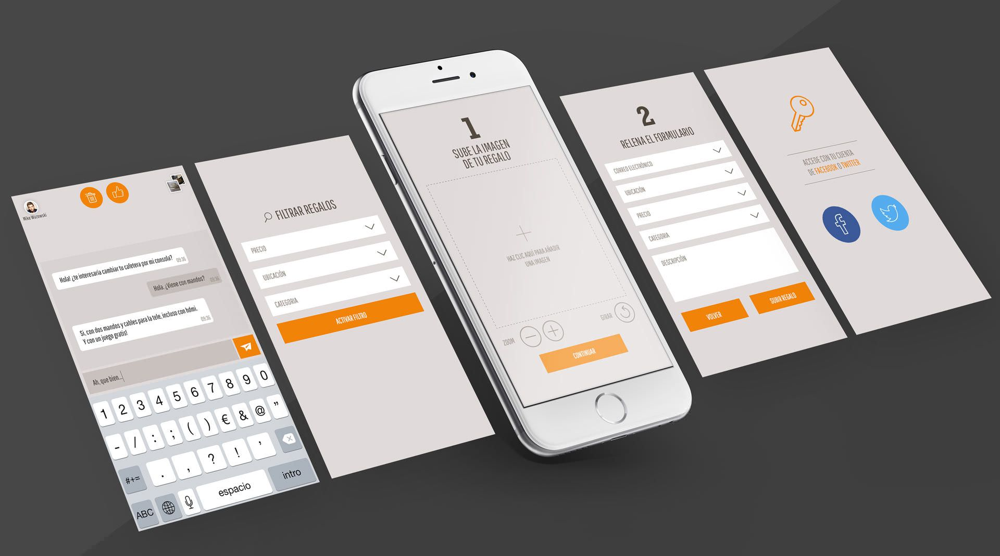 Mike Wazowski
Hola! ¿te interesaría cambiar tu cafetera por mi consola? 09:36
Hola. ¿Viene con mandos? 09:36
Si, con dos mandos y cables para la tele, incluso con hdmi.
Y con un juego gratis! 09:36
Ah, que bien...
1 2 3 4 5 6 7 8 9 0
- / : ; ( ) € & @ "
#+= . , ? ! '
ABC espacio intro
FILTRAR REGALOS
PRECIO
UBICACIÓN
CATEGORIA
ACTIVAR FILTRO
1
SUBE LA IMAGEN
DE TU REGALO
HAZ CLIC AQUÍ PARA AÑADIR
UNA IMAGEN
ZOOM
GIRAR
CONTINUAR
2
RELENA EL FORMULARIO
CORREO ELECTRÓNICO
UBICACIÓN
PRECIO
CATEGORIA
DESCRIPCIÓN
VOLVER
SUBIR REGALO
ACCEDE CON TU CUENTA
DE FACEBOOK O TWITTER